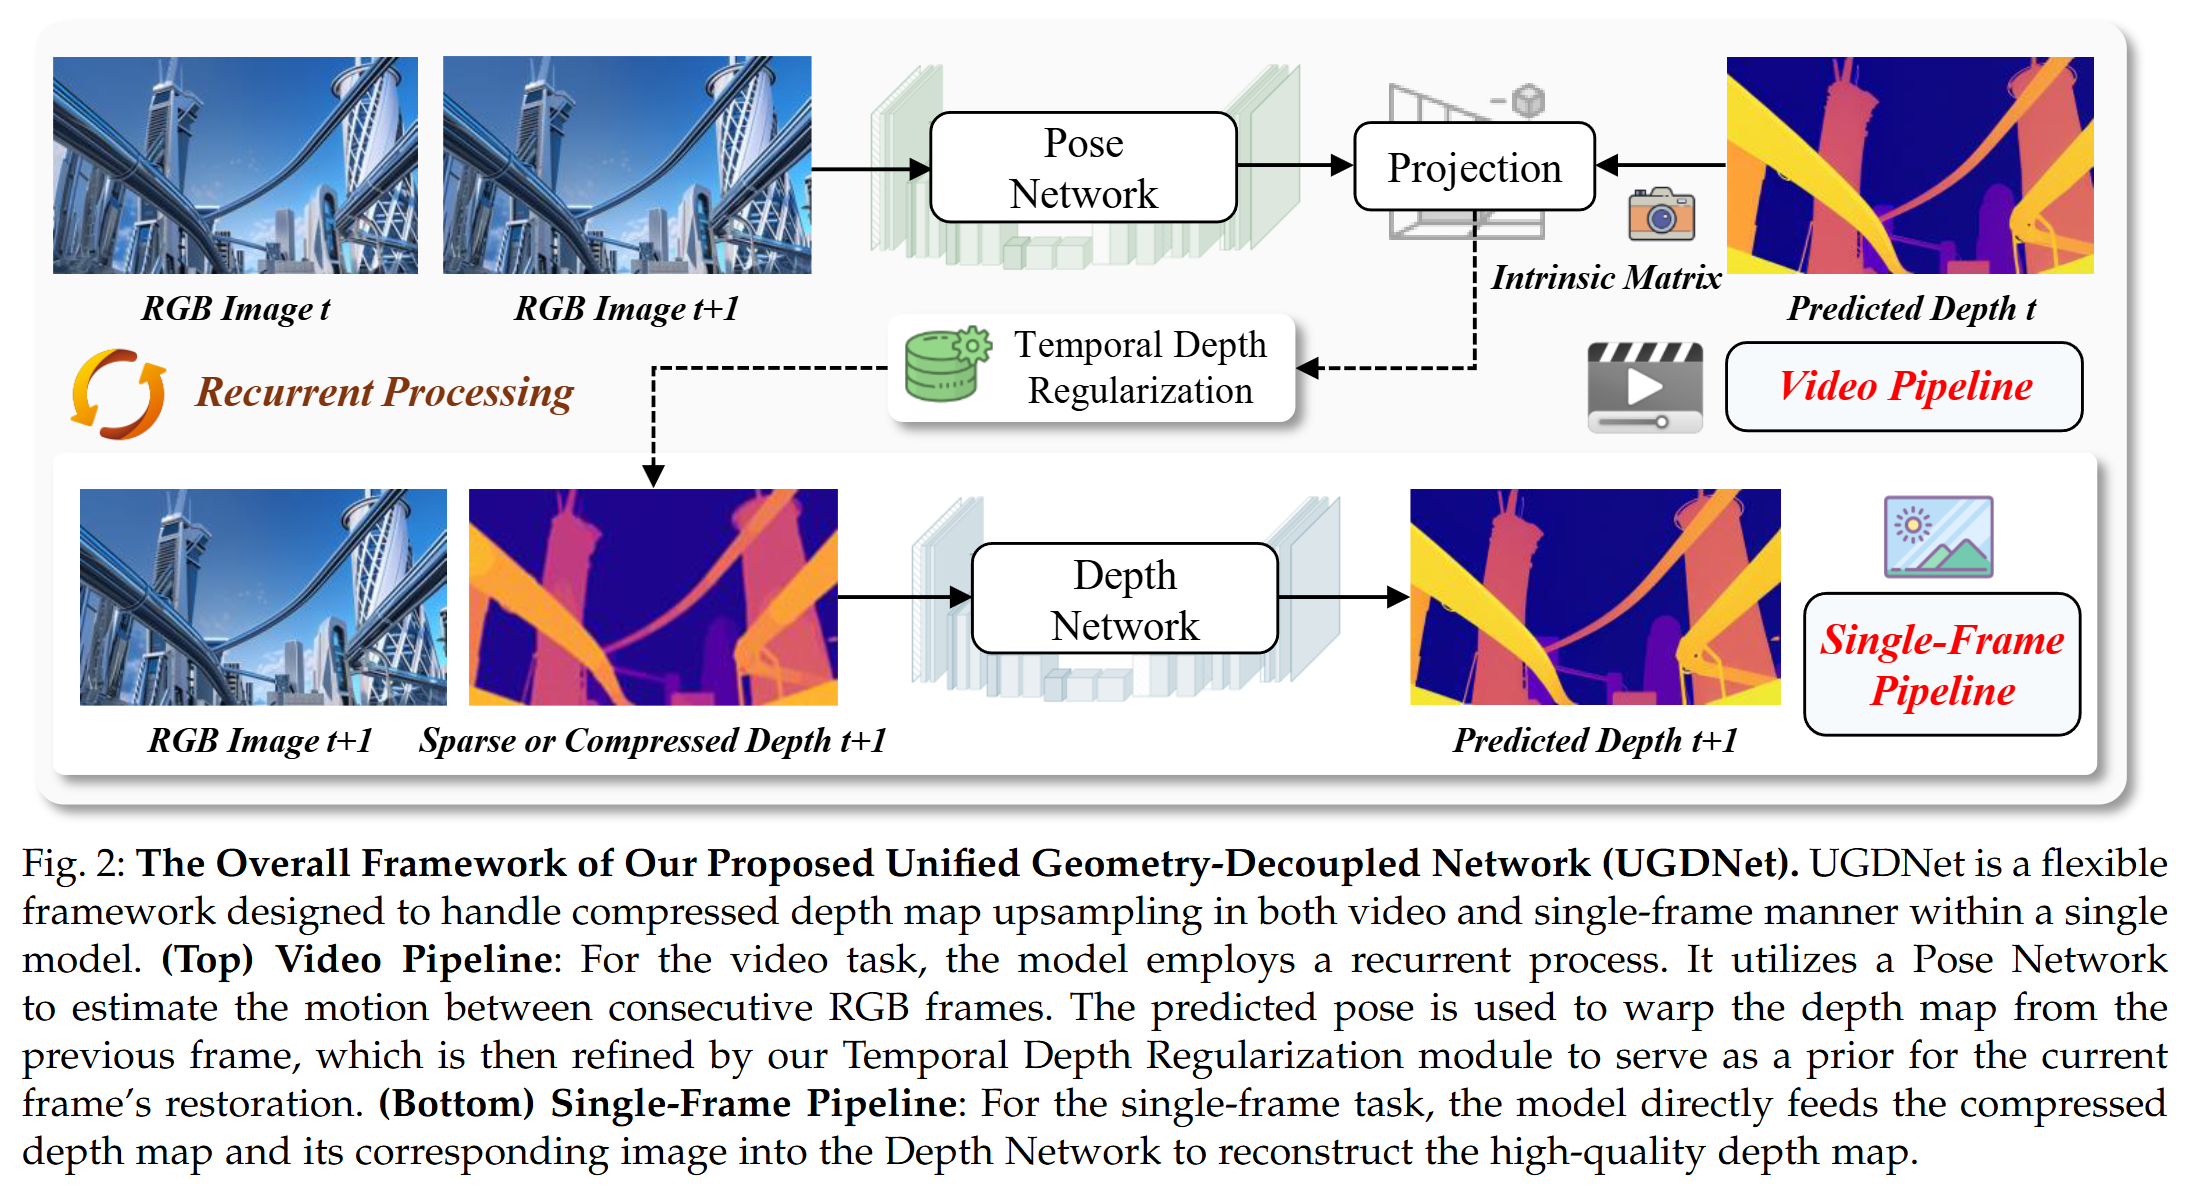 Pose
Network
Projection
Intrinsic Matrix
RGB Image t
RGB Image t+1
Predicted Depth t
Temporal Depth
Regularization
Recurrent Processing
Video Pipeline
Depth
Network
Single-Frame
Pipeline
RGB Image t+1
Sparse or Compressed Depth t+1
Predicted Depth t+1
Fig. 2: The Overall Framework of Our Proposed Unified Geometry-Decoupled Network (UGDNet). UGDNet is a flexible
framework designed to handle compressed depth map upsampling in both video and single-frame manner within a single
model. (Top) Video Pipeline: For the video task, the model employs a recurrent process. It utilizes a Pose Network
to estimate the motion between consecutive RGB frames. The predicted pose is used to warp the depth map from the
previous frame, which is then refined by our Temporal Depth Regularization module to serve as a prior for the current
frame’s restoration. (Bottom) Single-Frame Pipeline: For the single-frame task, the model directly feeds the compressed
depth map and its corresponding image into the Depth Network to reconstruct the high-quality depth map.